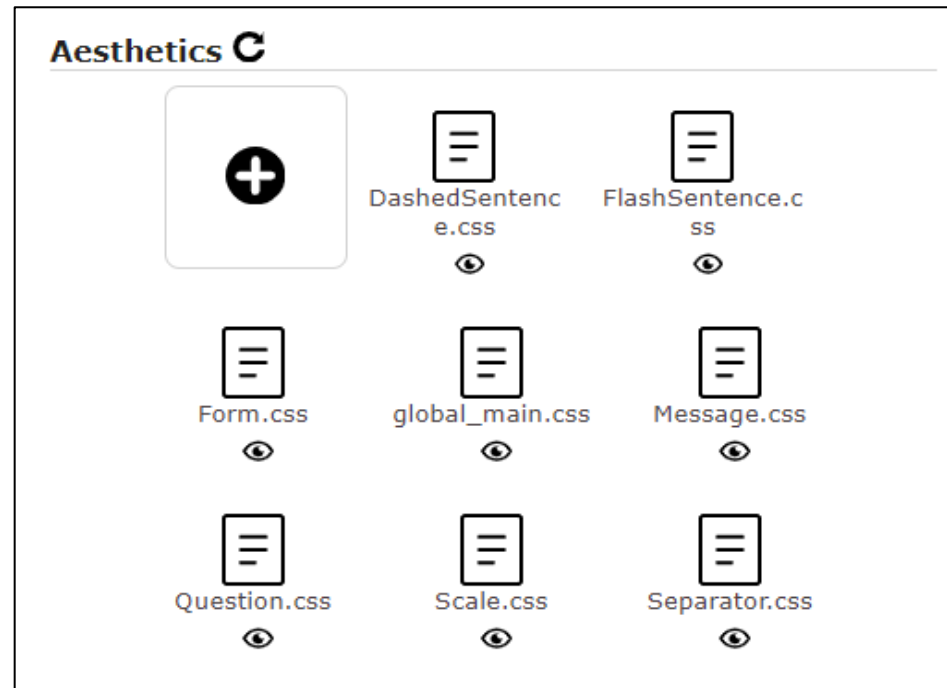 Aesthetics
DashedSentenc FlashSentence.c
e.css ss
Form.css global_main.css Message.css
Question.css Scale.css Separator.css